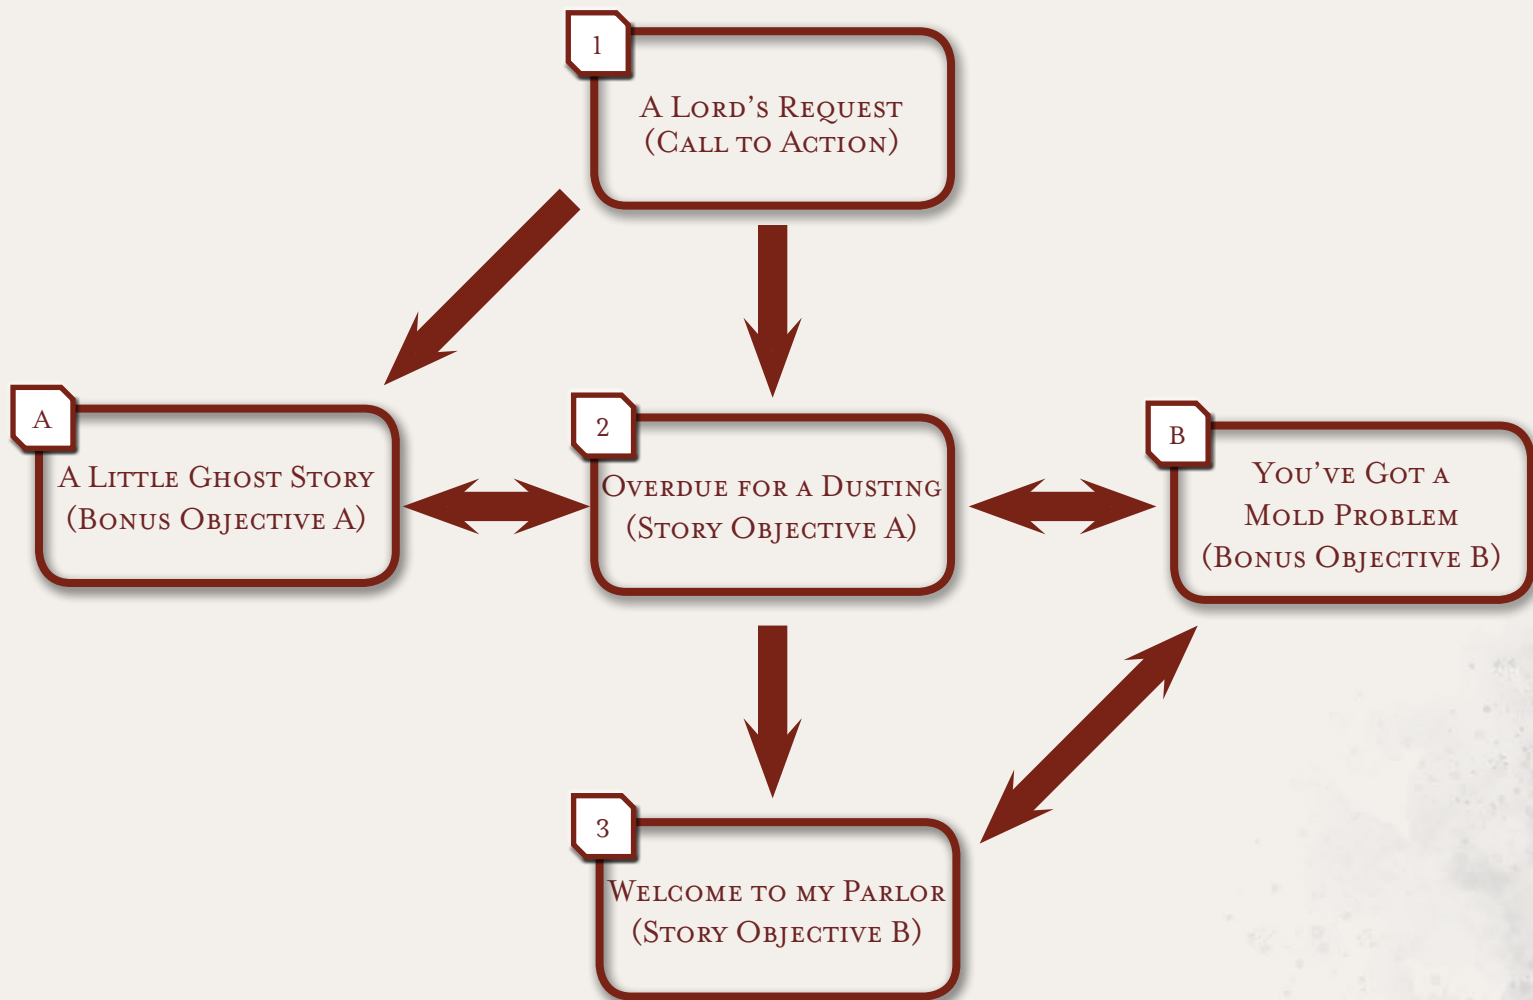 1
A Lord's Request
(Call to Action)
A
A Little Ghost Story
(Bonus Objective A)
2
Overdue for a Dusting
(Story Objective A)
B
You've Got a
Mold Problem
(Bonus Objective B)
3
Welcome to my Parlor
(Story Objective B)